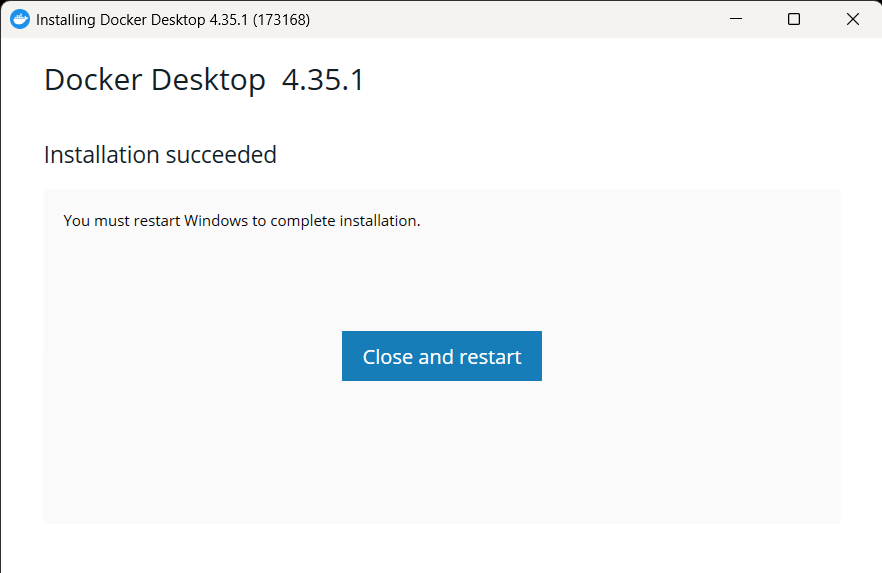 Installing Docker Desktop 4.35.1 (173168)
Docker Desktop 4.35.1
Installation succeeded
You must restart Windows to complete installation.
Close and restart